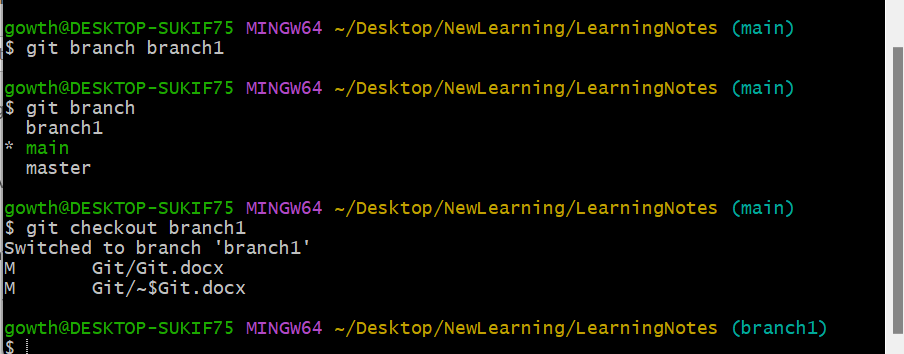 gowth@DESKTOP-SUKIF75 MINGW64 ~/Desktop/NewLearning/LearningNotes (main)
$ git branch branch1
gowth@DESKTOP-SUKIF75 MINGW64 ~/Desktop/NewLearning/LearningNotes (main)
$ git branch
  branch1
* main
  master
gowth@DESKTOP-SUKIF75 MINGW64 ~/Desktop/NewLearning/LearningNotes (main)
$ git checkout branch1
Switched to branch 'branch1'
M       Git/Git.docx
M       Git/~$Git.docx
gowth@DESKTOP-SUKIF75 MINGW64 ~/Desktop/NewLearning/LearningNotes (branch1)
$